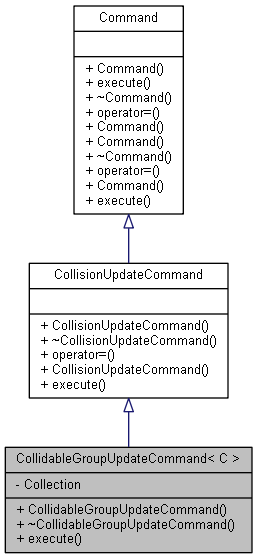 Command
+ Command()
+ execute()
+ ~Command()
+ operator=()
+ Command()
+ Command()
+ ~Command()
+ operator=()
+ Command()
+ execute()
CollisionUpdateCommand
+ CollisionUpdateCommand()
+ ~CollisionUpdateCommand()
+ operator=()
+ CollisionUpdateCommand()
+ execute()
CollidableGroupUpdateCommand< C >
- Collection
+ CollidableGroupUpdateCommand()
+ ~CollidableGroupUpdateCommand()
+ execute()